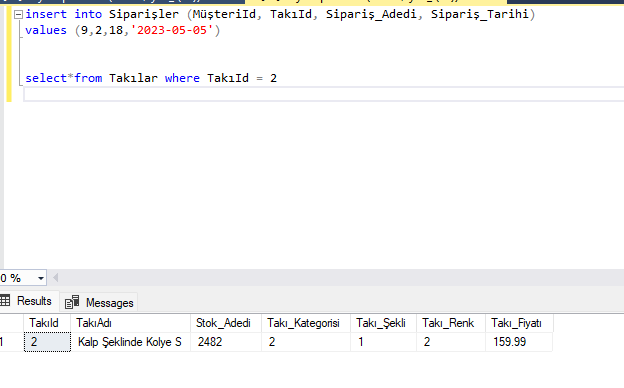 insert into Siparişler (MüşteriId, TakıId, Sipariş_Adedi, Sipariş_Tarihi)
values (9,2,18,'2023-05-05')
select*from Takılar where TakıId = 2
0 %
Results Messages
TakıId TakıAdı Stok_Adedi Takı_Kategorisi Takı_Şekli Takı_Renk Takı_Fiyatı
1 2 Kalp Şeklinde Kolye S 2482 2 1 2 159.99